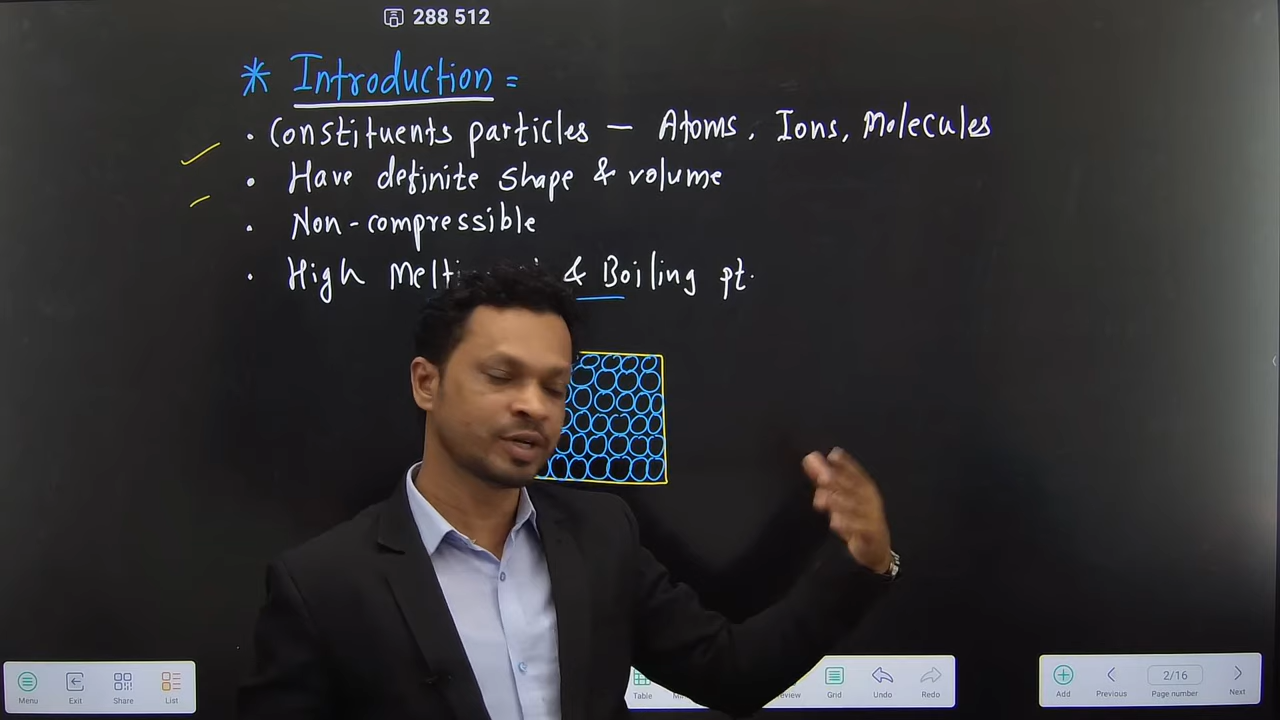 288 512
* Introduction =
· Constituents particles — Atoms, Ions, Molecules
· Have definite shape & volume
· Non-compressible
· High & Boiling pt.
Menu Exit Share List Table Grid Undo Redo Add Previous 2/16 Page number Next